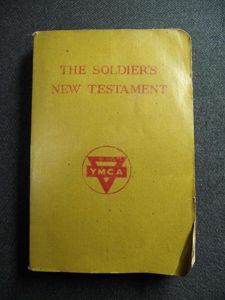 THE SOLDIER'S
NEW TESTAMENT
YMCA